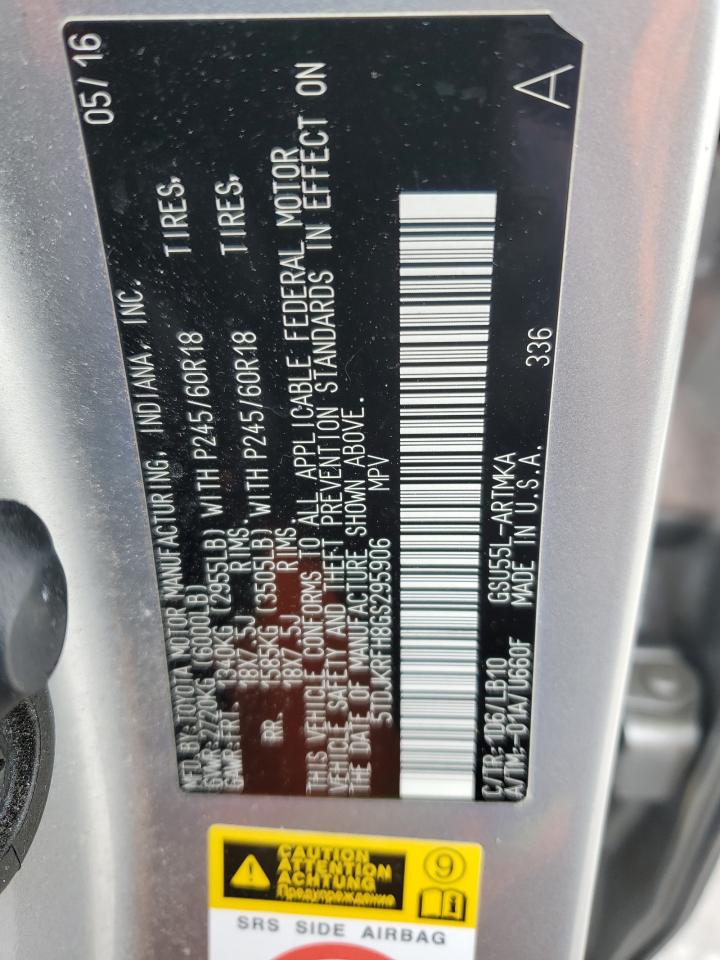 MFD. BY: TOYOTA MOTOR MANUFACTURING, INDIANA, INC. 05/16
GVWR: 2720KG (6000LB)
GAWR: FRT. 1340KG (2955LB) WITH P245/60R18 TIRES,
18X7.5J RIMS.
RR. 1585KG (3505LB) WITH P245/60R18 TIRES,
18X7.5J RIMS.
THIS VEHICLE CONFORMS TO ALL APPLICABLE FEDERAL MOTOR
VEHICLE SAFETY AND THEFT PREVENTION STANDARDS IN EFFECT ON
THE DATE OF MANUFACTURE SHOWN ABOVE.
5TDJKRFH8GS295906 MPV
C/TR: 1D6/LB10 GSU55L-ARTMKA 336 A
A/TM: -01A/U660F MADE IN U.S.A.
CAUTION
ATTENTION
ACHTUNG
Предупреждение
9
SRS SIDE AIRBAG